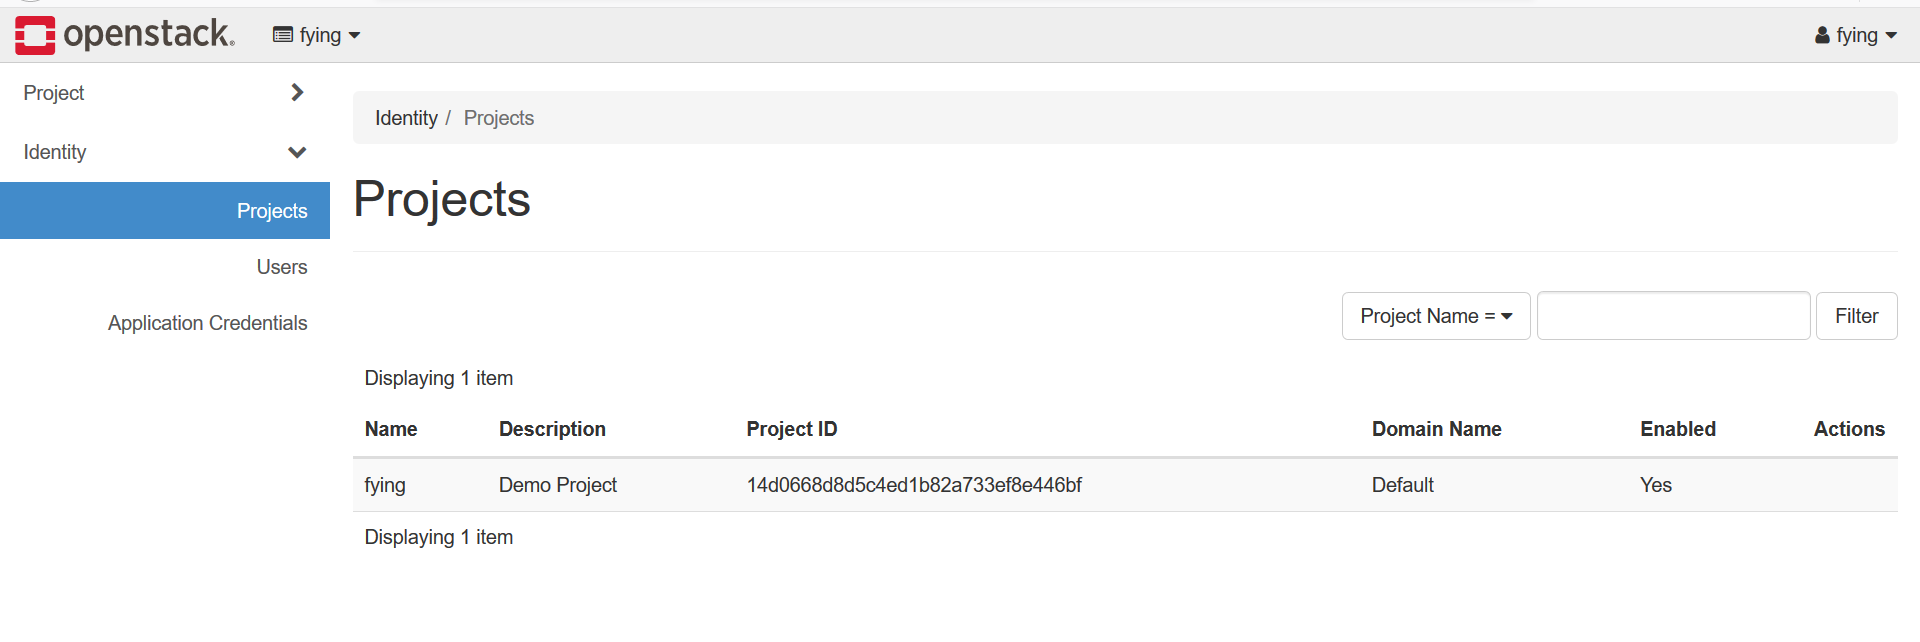 openstack. fying fying
Project
Identity
Projects
Users
Application Credentials
Identity / Projects
Projects
Project Name = Filter
Displaying 1 item
Name Description Project ID Domain Name Enabled Actions
fying Demo Project 14d0668d8d5c4ed1b82a733ef8e446bf Default Yes
Displaying 1 item